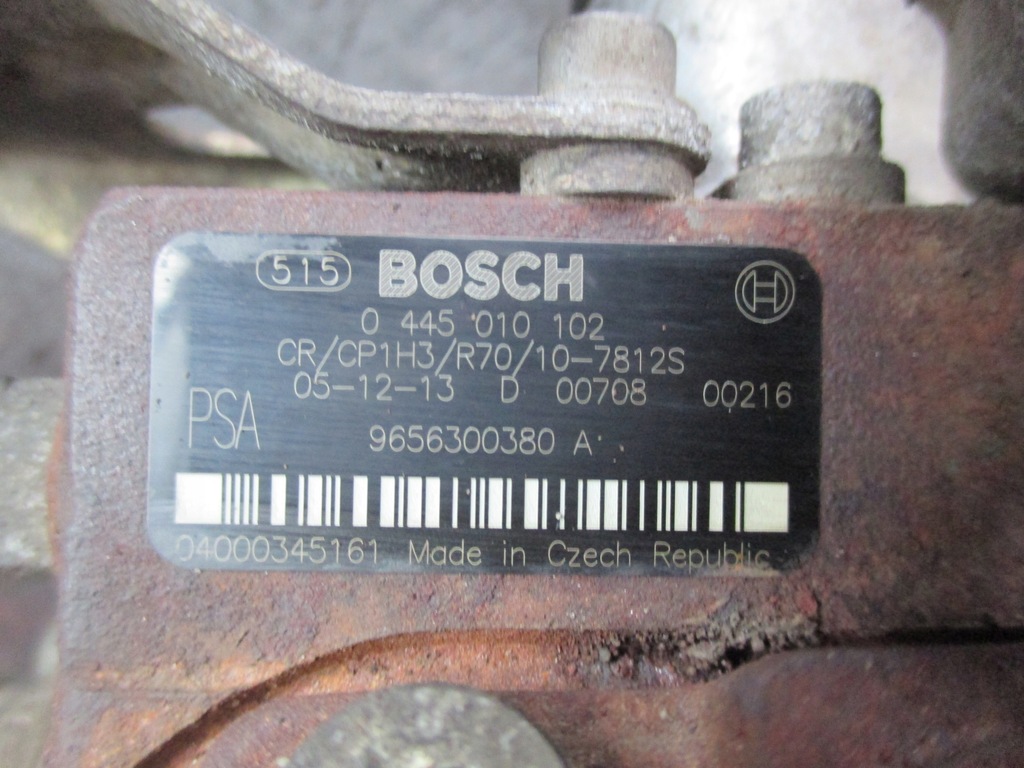 515 BOSCH
0 445 010 102
CR/CP1H3/R70/10-7812S
05-12-13 D 00708 00216
PSA 9656300380 A
04000345161 Made in Czech Republic